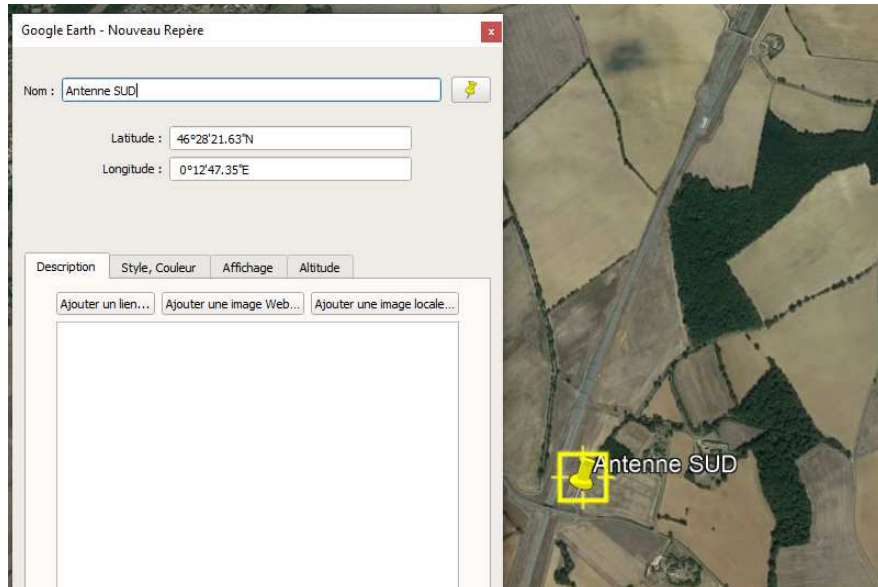 Google Earth - Nouveau Repère
x
Nom : Antenne SUD
Latitude : 46°28'21.63"N
Longitude : 0°12'47.35"E
Description Style, Couleur Affichage Altitude
Ajouter un lien... Ajouter une image Web... Ajouter une image locale...
Antenne SUD